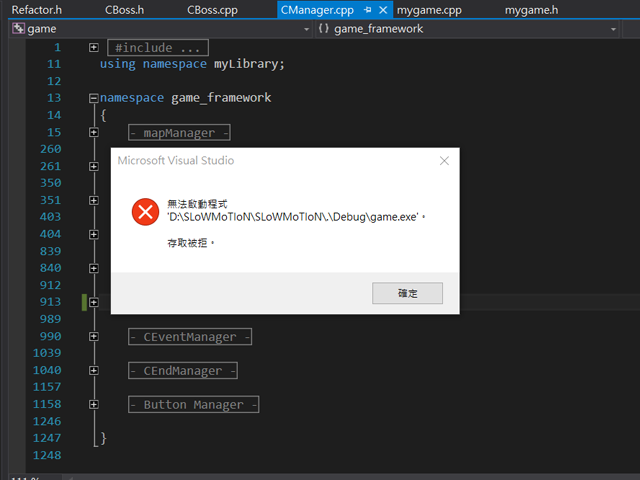 Refactor.h CBoss.h CBoss.cpp CManager.cpp mygame.cpp mygame.h
game {} game_framework
1 #include ...
11 using namespace myLibrary;
12
13 namespace game_framework
14 {
15 - mapManager -
260
261
350
351
403
404
839
840
912
913
989
990 - CEventManager -
1039
1040 - CEndManager -
1157
1158 - Button Manager -
1246
1247 }
1248
Microsoft Visual Studio
無法啟動程式
'D:\SLoWMoTIoN\SLoWMoTIoN\.\Debug\game.exe'。
存取被拒。
確定
111 %